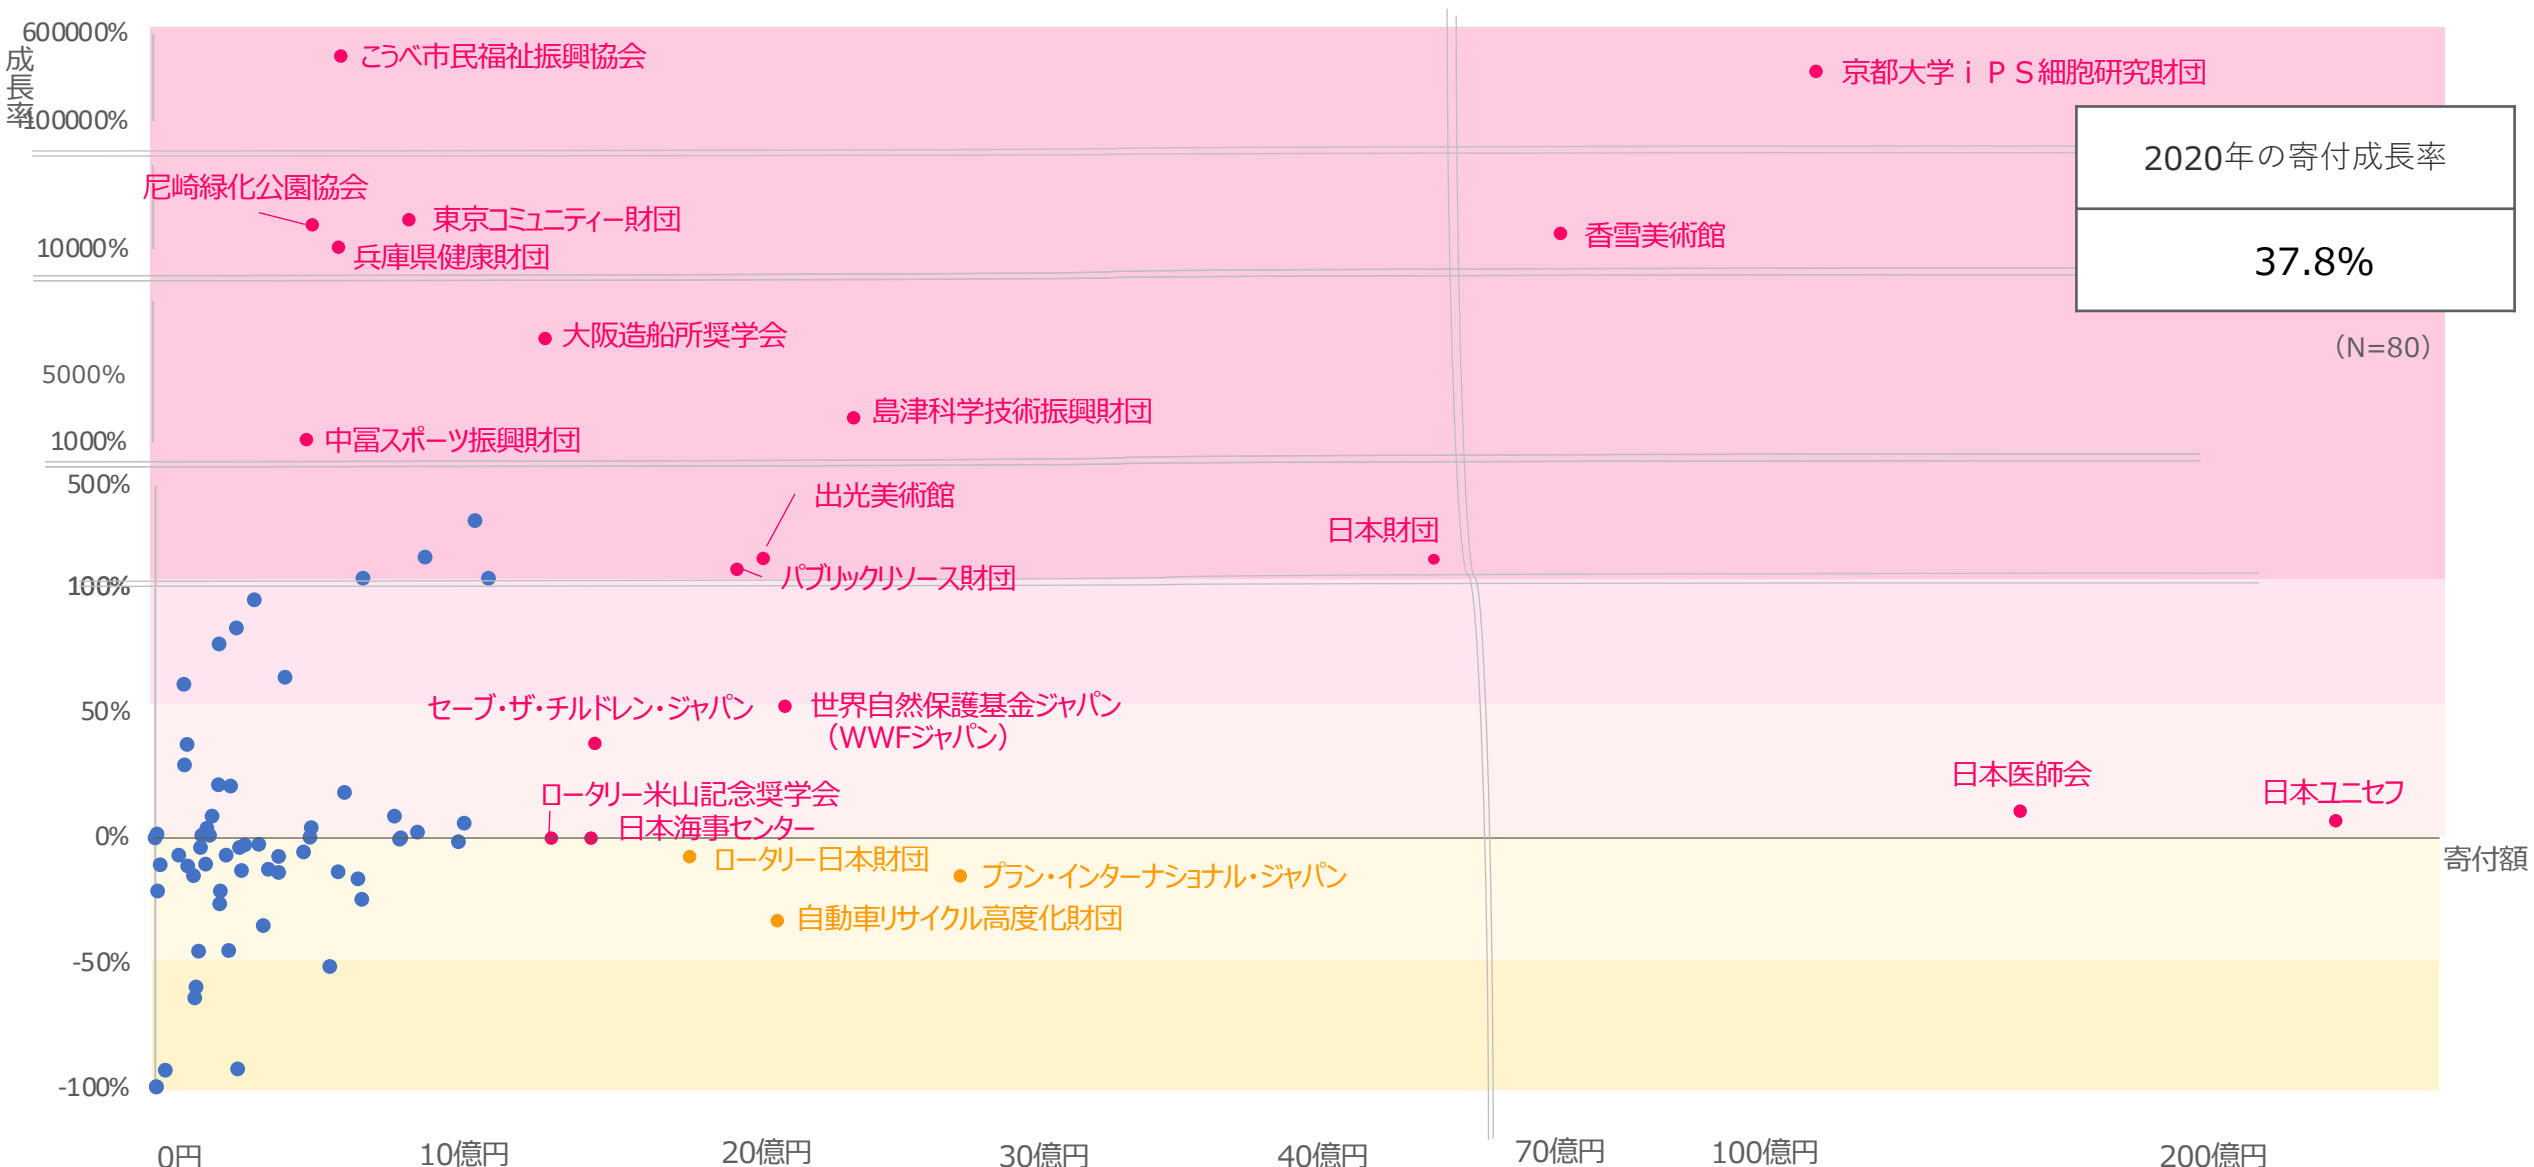 600000%
成長率
こうべ市民福祉振興協会
京都大学ｉＰＳ細胞研究財団
100000%
2020年の寄付成長率
37.8%
（N=80）
尼崎緑化公園協会
東京コミュニティー財団
香雪美術館
10000%
兵庫県健康財団
大阪造船所奨学会
5000%
島津科学技術振興財団
1000%
中冨スポーツ振興財団
500%
出光美術館
日本財団
パブリックリソース財団
100%
50%
セーブ・ザ・チルドレン・ジャパン
世界自然保護基金ジャパン
（WWFジャパン）
日本医師会
日本ユニセフ
ロータリー米山記念奨学会
日本海事センター
0%
ロータリー日本財団
寄付額
プラン・インターナショナル・ジャパン
自動車リサイクル高度化財団
-50%
-100%
0円
10億円
20億円
30億円
40億円
70億円
100億円
200億円